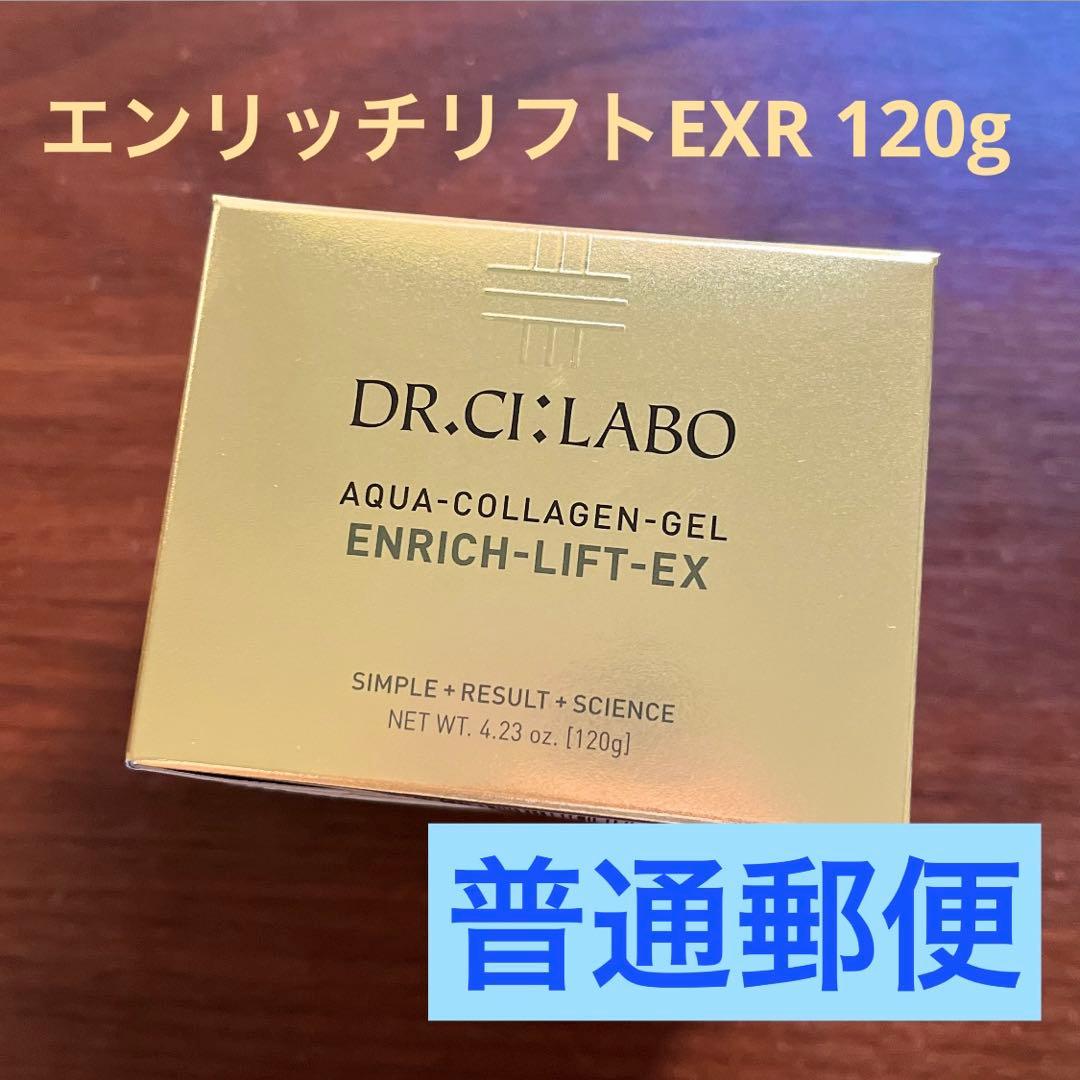 エンリッチリフトEXR 120g
DR.CI:LABO
AQUA-COLLAGEN-GEL
ENRICH-LIFT-EX
SIMPLE + RESULT + SCIENCE
NET WT. 4.23 oz. [120g]
普通郵便